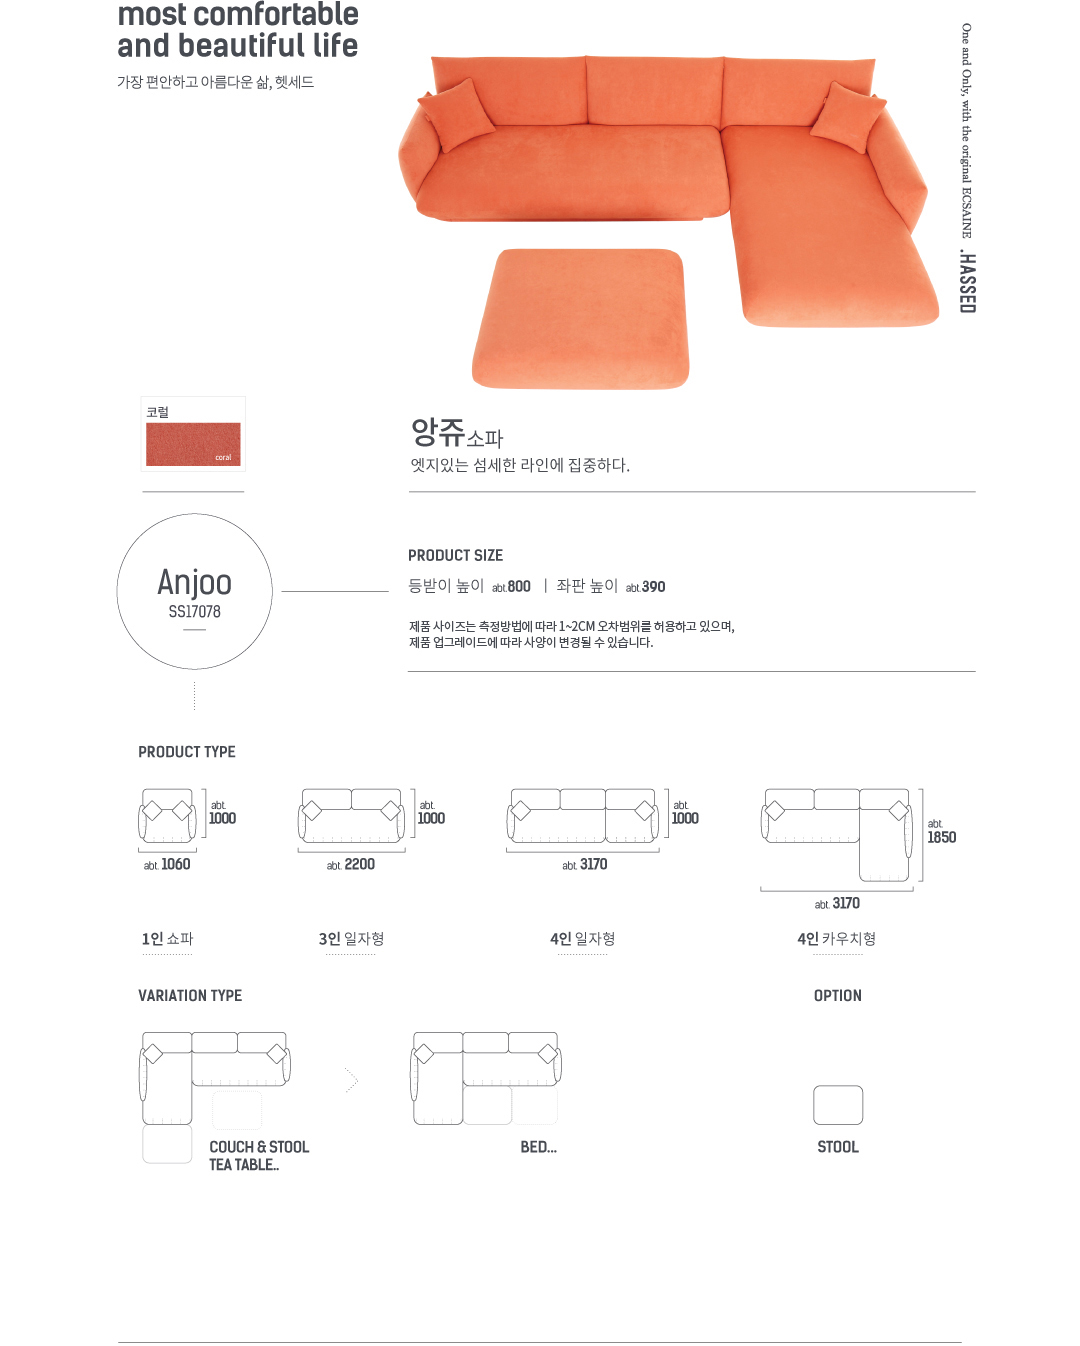 most comfortable
and beautiful life
가장 편안하고 아름다운 삶, 헷세드
One and Only, with the original ECSAINE .HASSED
코럴
coral
앙쥬소파
엣지있는 섬세한 라인에 집중하다.
Anjoo
SS17078
PRODUCT SIZE
등받이 높이 abt.800 | 좌판 높이 abt.390
제품 사이즈는 측정방법에 따라 1~2CM 오차범위를 허용하고 있으며,
제품 업그레이드에 따라 사양이 변경될 수 있습니다.
PRODUCT TYPE
abt.
1000
abt. 1060
1인 쇼파
abt.
1000
abt. 2200
3인 일자형
abt.
1000
abt. 3170
4인 일자형
abt.
1850
abt. 3170
4인 카우치형
VARIATION TYPE
COUCH & STOOL
TEA TABLE..
BED...
OPTION
STOOL